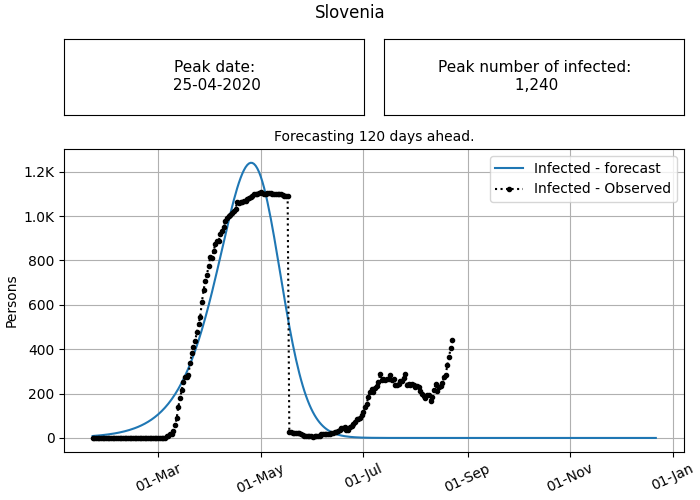 Slovenia
Peak date:
25-04-2020
Peak number of infected:
1,240
Forecasting 120 days ahead.
Infected - forecast
Infected - Observed
1.2K
1.0K
800
600
400
200
0
Persons
01-Mar
01-May
01-Jul
01-Sep
01-Nov
01-Jan